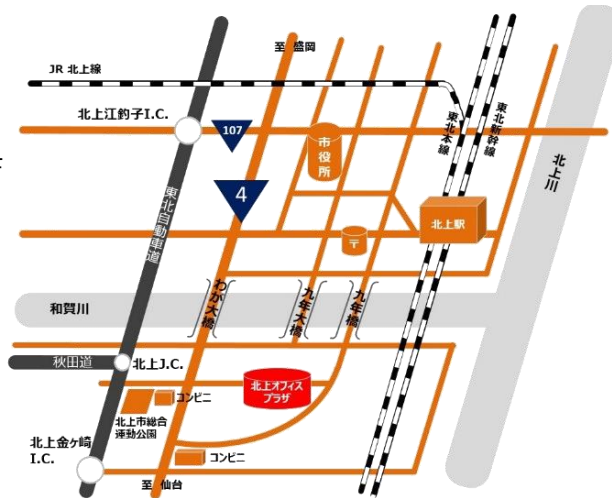 至 盛岡
JR 北上線
北上江釣子I.C.
107
市役所
東北本線
東北新幹線
北上川
4
東北自動車道
北上駅
〒
わが大橋
九年大橋
九年橋
和賀川
秋田道
北上J.C.
北上オフィス
プラザ
コンビニ
北上市総合
運動公園
北上金ヶ崎
I.C.
コンビニ
至 仙台